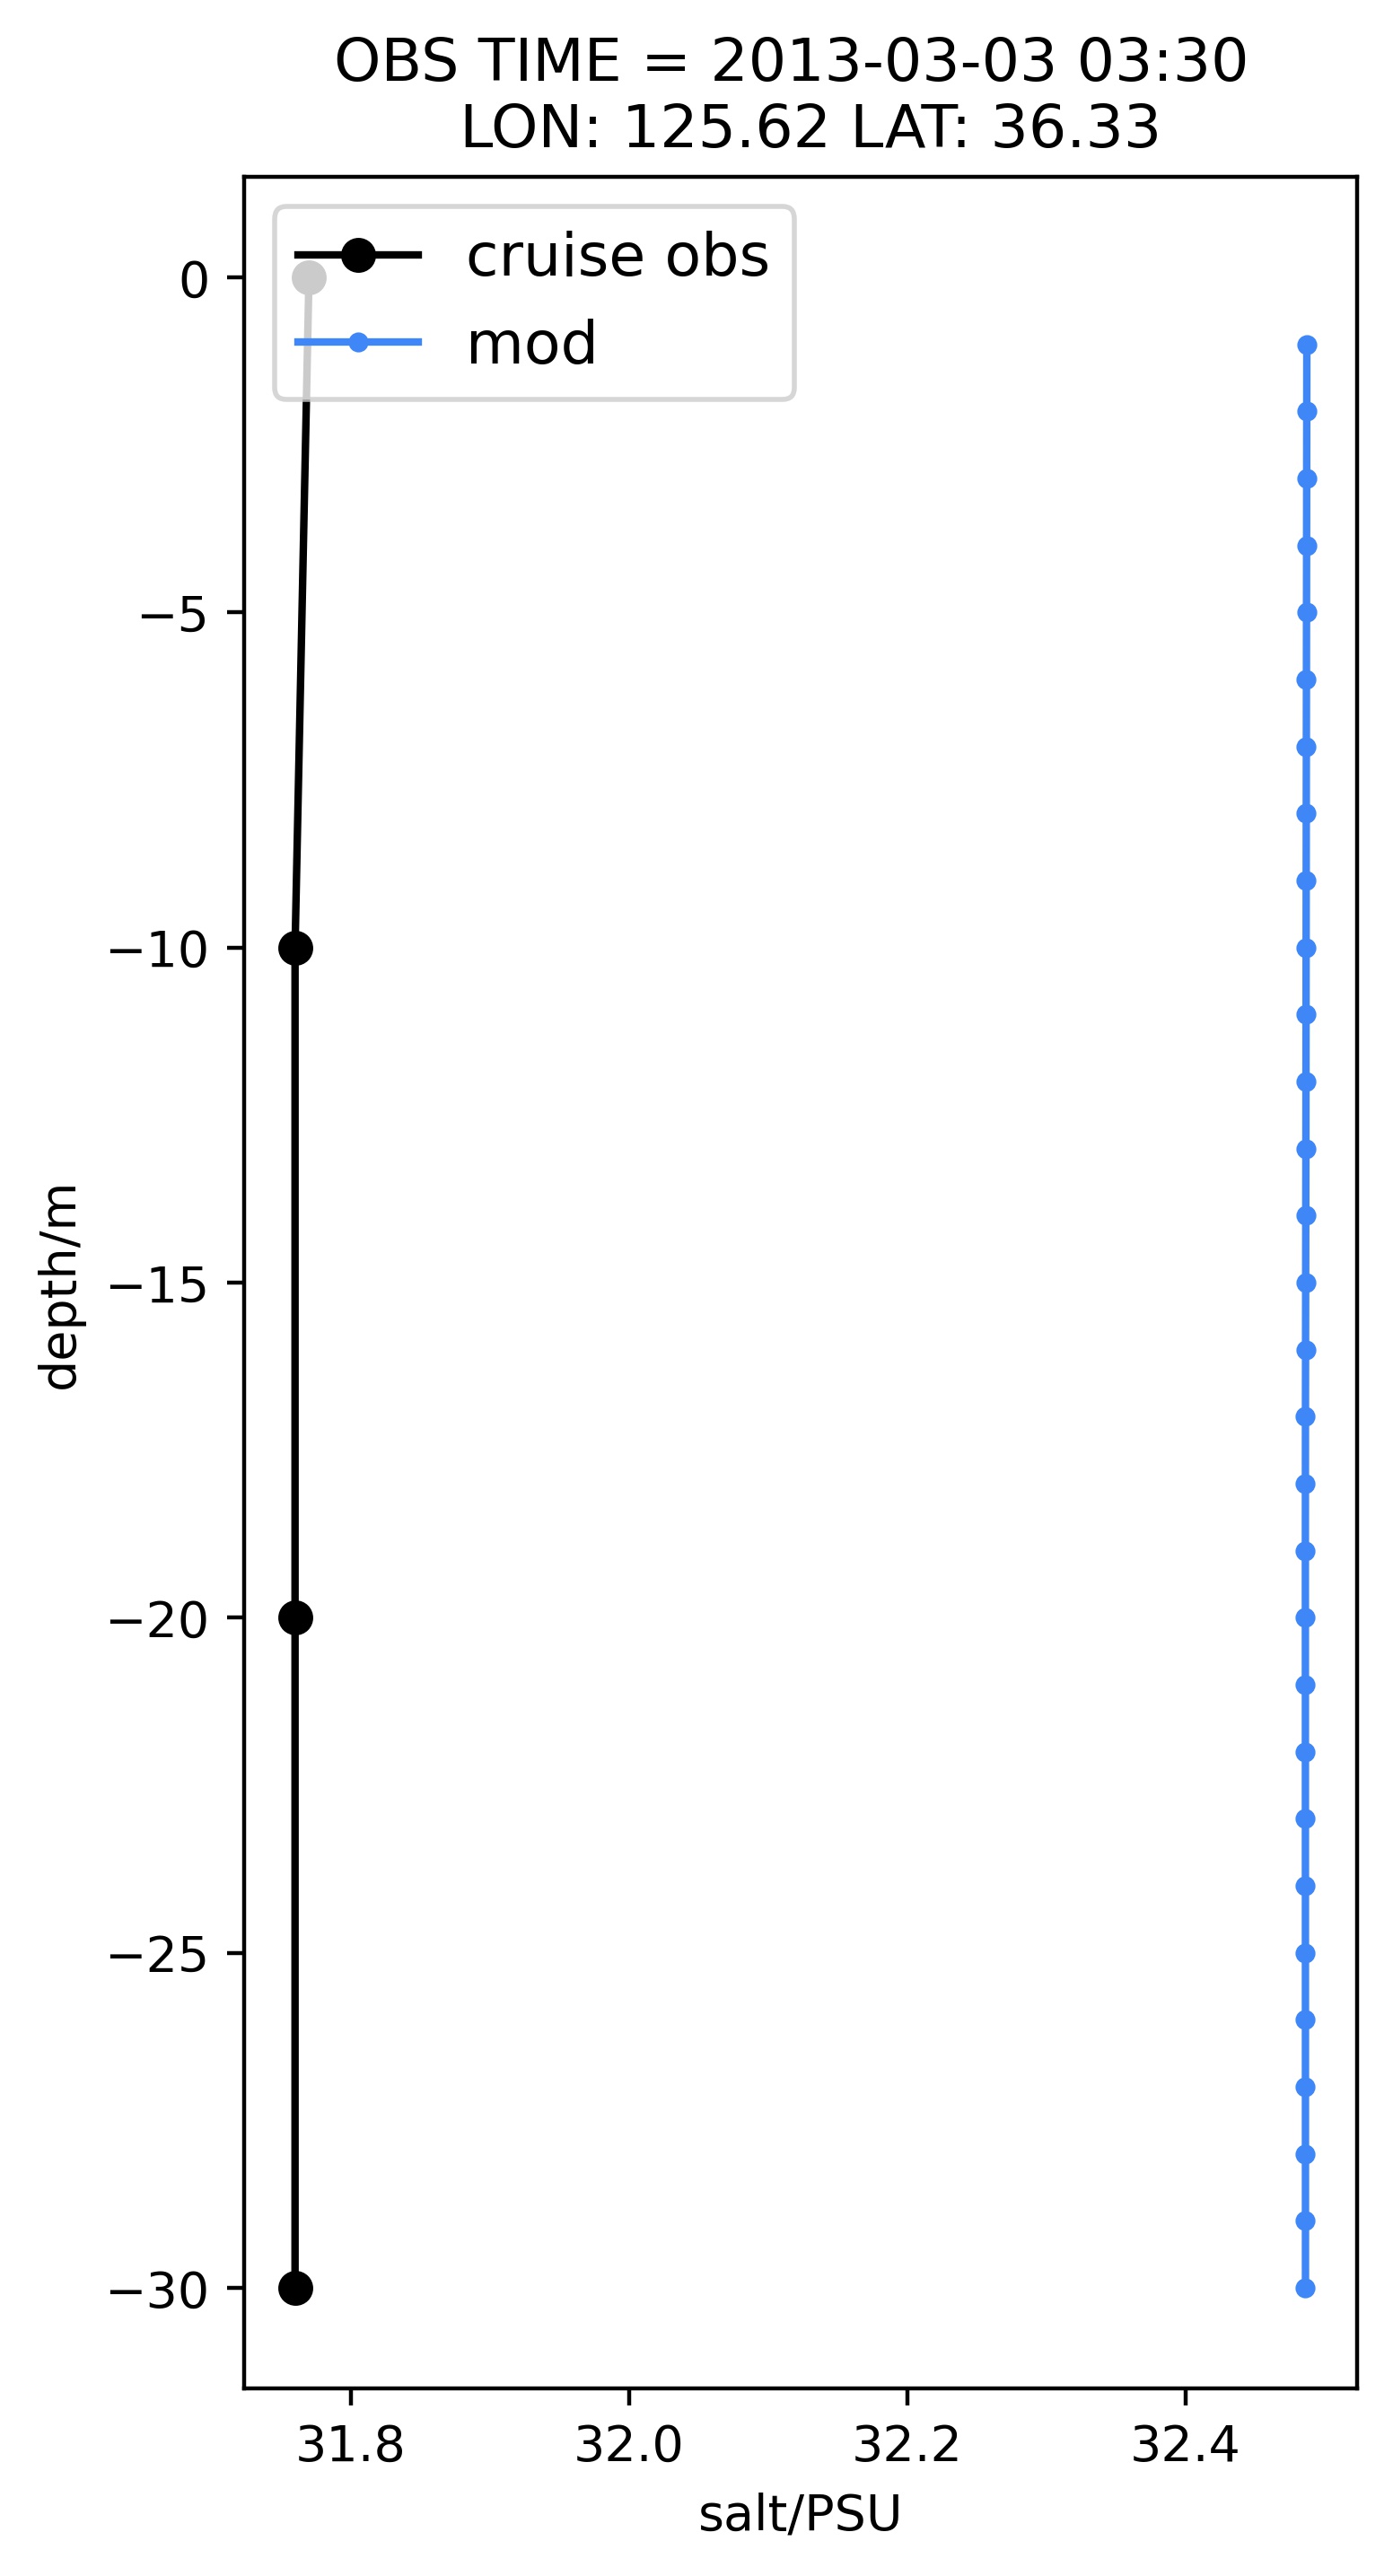 OBS TIME = 2013-03-03 03:30
LON: 125.62 LAT: 36.33
cruise obs
mod
0
−5
−10
−15
−20
−25
−30
depth/m
31.8
32.0
32.2
32.4
salt/PSU